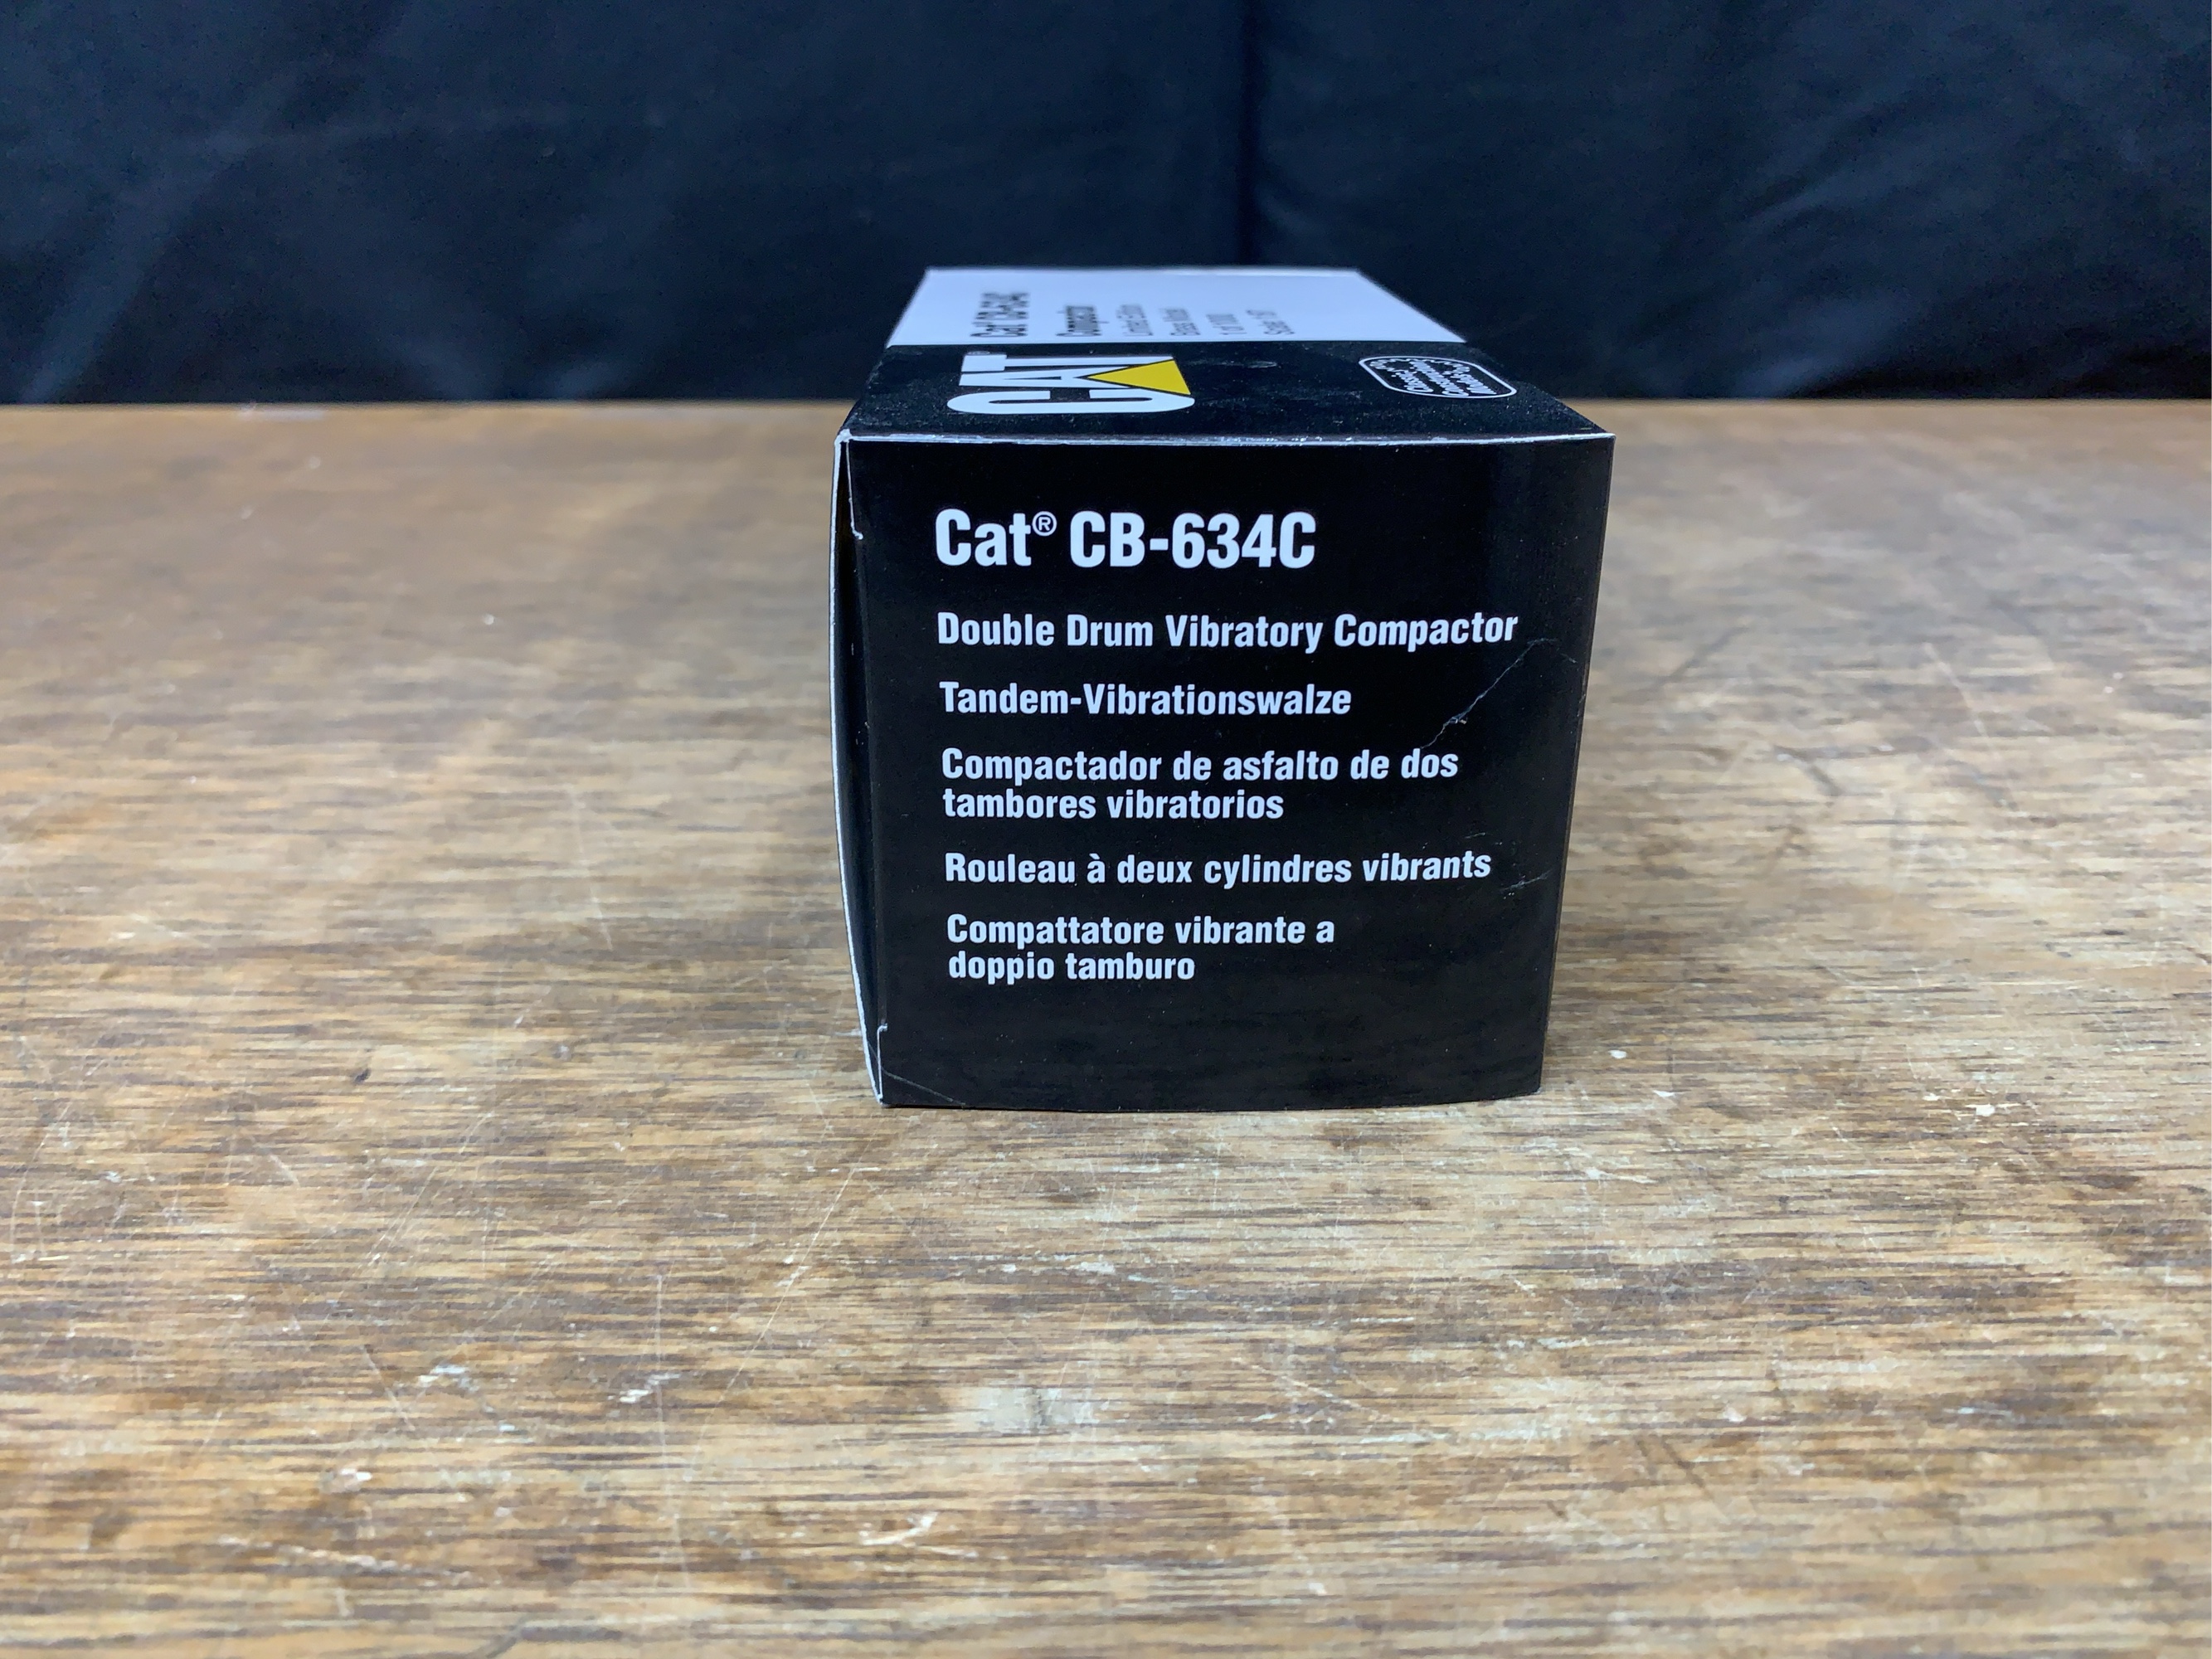 CAT
Cat® CB-634C
Double Drum Vibratory Compactor
Tandem-Vibrationswalze
Compactador de asfalto de dos
tambores vibratorios
Rouleau à deux cylindres vibrants
Compattatore vibrante a
doppio tamburo